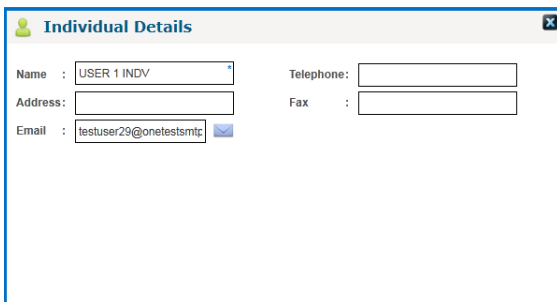 Individual Details
Name : USER 1 INDV * Telephone:
Address: Fax :
Email : testuser29@onetestsmtp